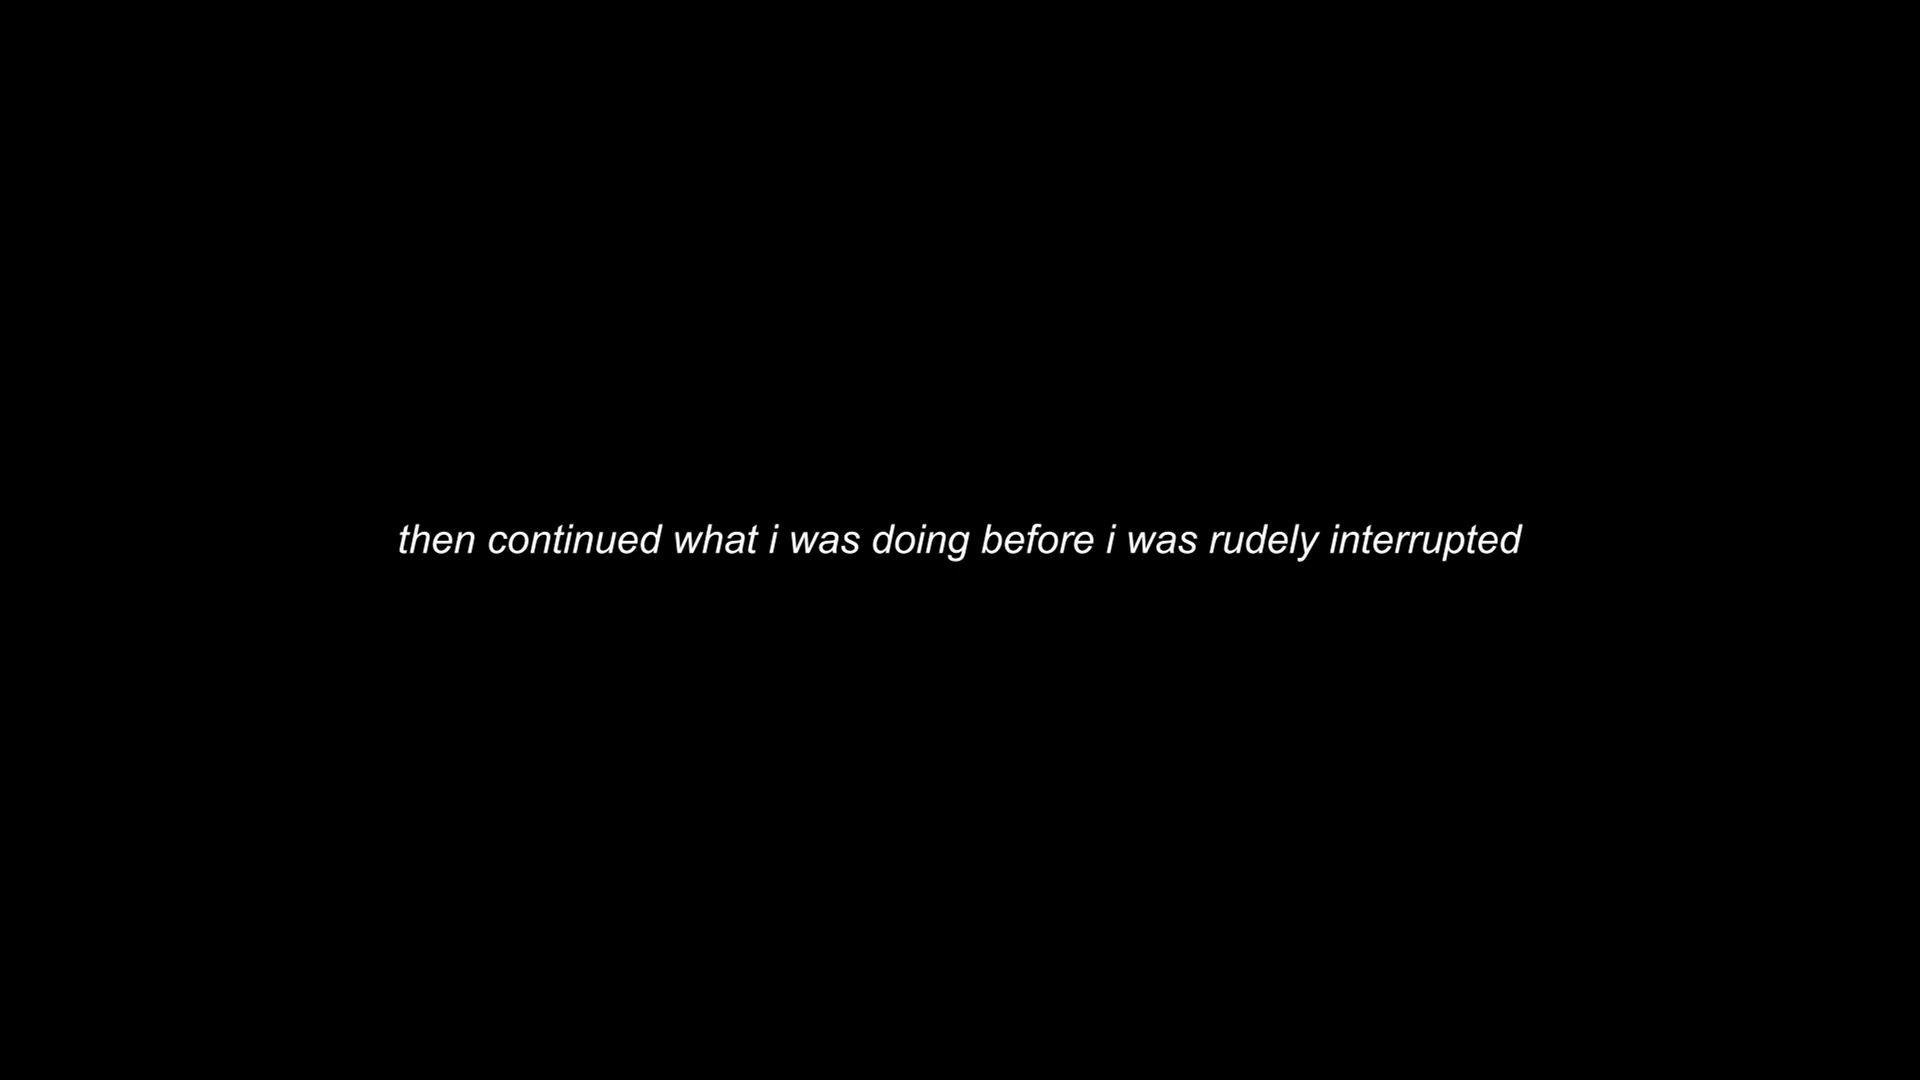 then continued what i was doing before i was rudely interrupted